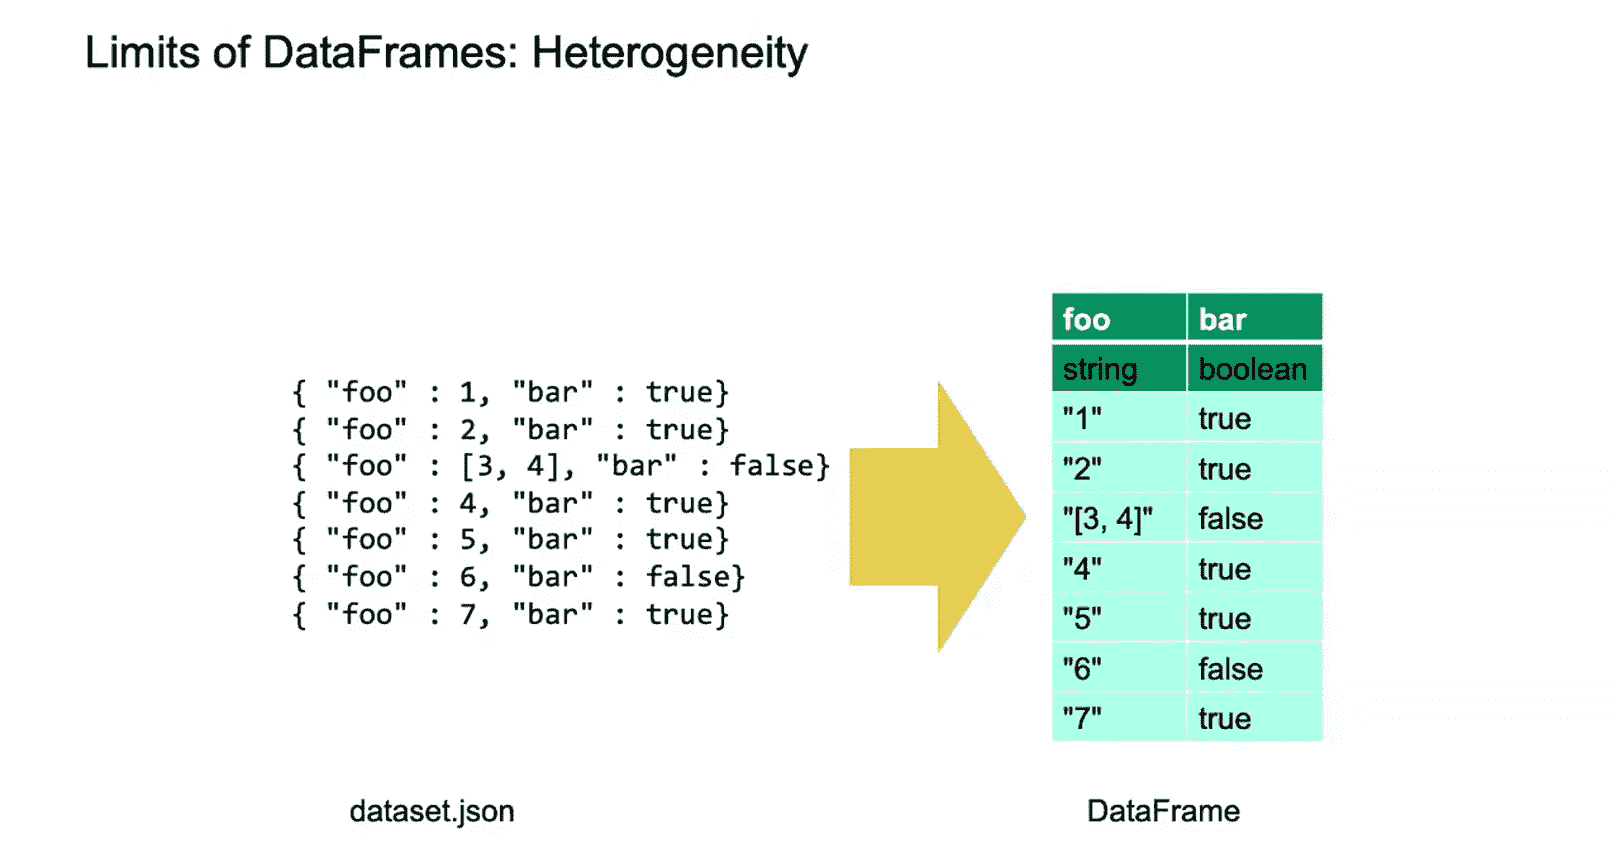 Limits of DataFrames: Heterogeneity
{ "foo" : 1, "bar" : true}
{ "foo" : 2, "bar" : true}
{ "foo" : [3, 4], "bar" : false}
{ "foo" : 4, "bar" : true}
{ "foo" : 5, "bar" : true}
{ "foo" : 6, "bar" : false}
{ "foo" : 7, "bar" : true}
dataset.json
foo bar
string boolean
"1" true
"2" true
"[3, 4]" false
"4" true
"5" true
"6" false
"7" true
DataFrame